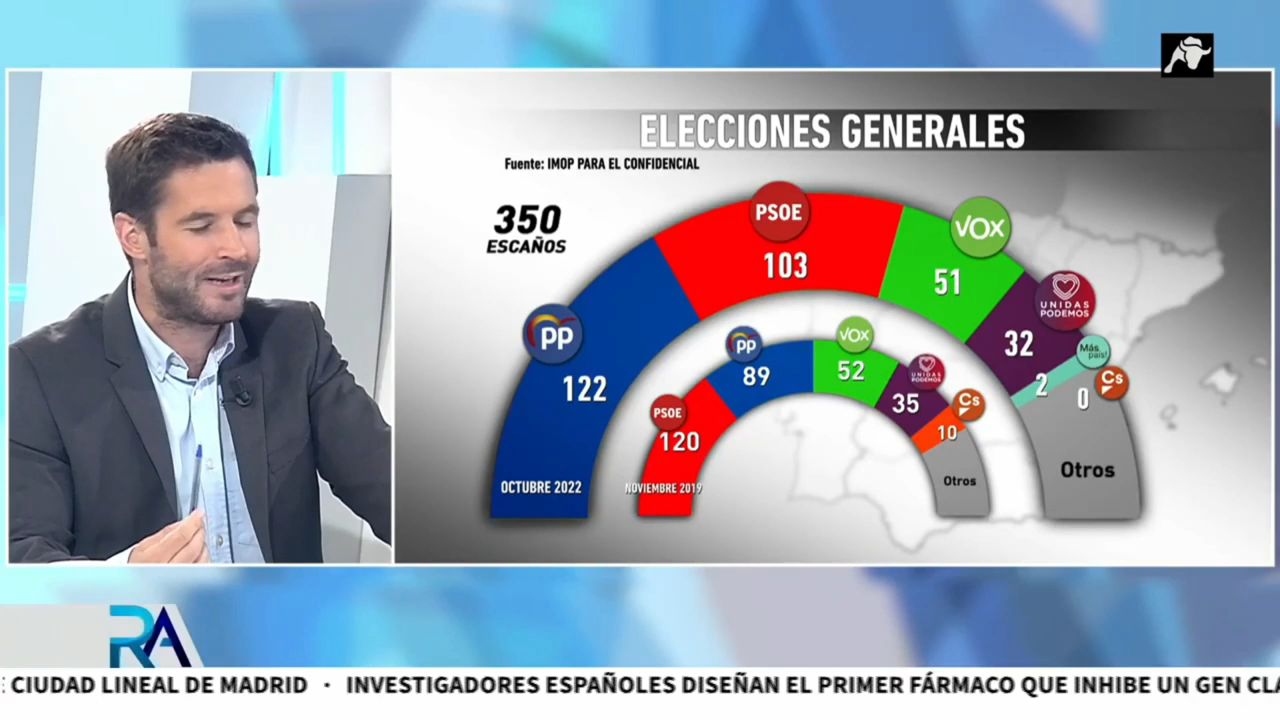 ELECCIONES GENERALES
Fuente: IMOP PARA EL CONFIDENCIAL
350
ESCAÑOS
PSOE
103
VOX
51
UNIDAS
PODEMOS
32
PP
122
Más
país!
2
Cs
0
Otros
OCTUBRE 2022
PP
89
VOX
52
UNIDAS
PODEMOS
35
Cs
10
PSOE
120
Otros
NOVIEMBRE 2019
RA
CIUDAD LINEAL DE MADRID · INVESTIGADORES ESPAÑOLES DISEÑAN EL PRIMER FÁRMACO QUE INHIBE UN GEN CLA